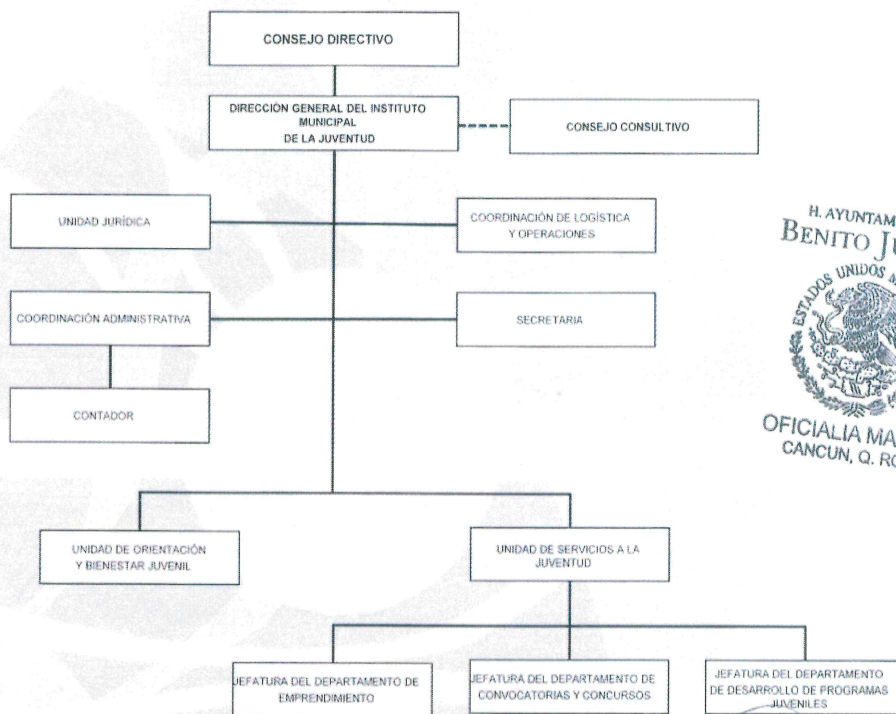 CONSEJO DIRECTIVO
DIRECCIÓN GENERAL DEL INSTITUTO
MUNICIPAL
DE LA JUVENTUD
CONSEJO CONSULTIVO
UNIDAD JURÍDICA
COORDINACIÓN DE LOGÍSTICA
Y OPERACIONES
H. AYUNTAM
BENITO JU
ESTADOS UNIDOS M
OFICIALIA MA
CANCUN, Q. RO
COORDINACIÓN ADMINISTRATIVA
SECRETARIA
CONTADOR
UNIDAD DE ORIENTACIÓN
Y BIENESTAR JUVENIL
UNIDAD DE SERVICIOS A LA
JUVENTUD
JEFATURA DEL DEPARTAMENTO DE
EMPRENDIMIENTO
JEFATURA DEL DEPARTAMENTO DE
CONVOCATORIAS Y CONCURSOS
JEFATURA DEL DEPARTAMENTO
DE DESARROLLO DE PROGRAMAS
JUVENILES